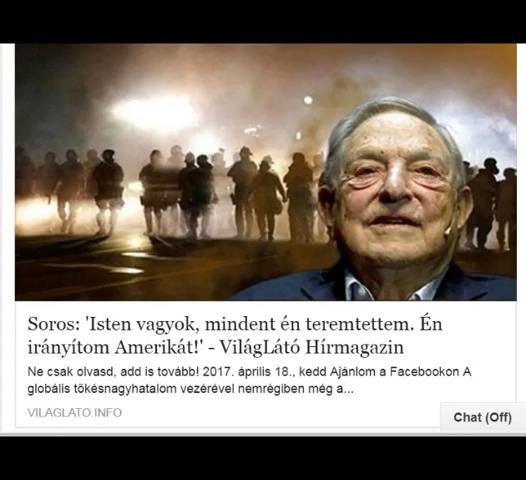 Soros: 'Isten vagyok, mindent én teremtettem. Én
irányítom Amerikát!' - VilágLátó Hírmagazin
Ne csak olvasd, add is tovább! 2017. április 18., kedd Ajánlom a Facebookon A
globális tőkésnagyhatalom vezérével nemrégiben még a...
VILAGLATO.INFO
Chat (Off)